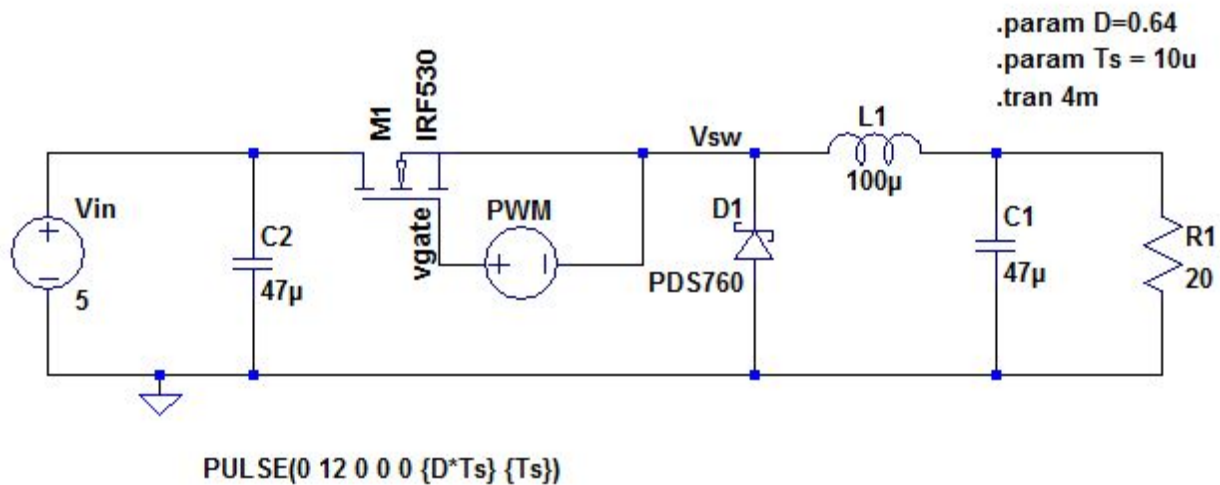 .param D=0.64
.param Ts = 10u
.tran 4m
M1
IRF530
Vsw
L1
100µ
Vin
5
C2
47µ
vgate
PWM
D1
PDS760
C1
47µ
R1
20
PULSE(0 12 0 0 0 {D*Ts} {Ts})